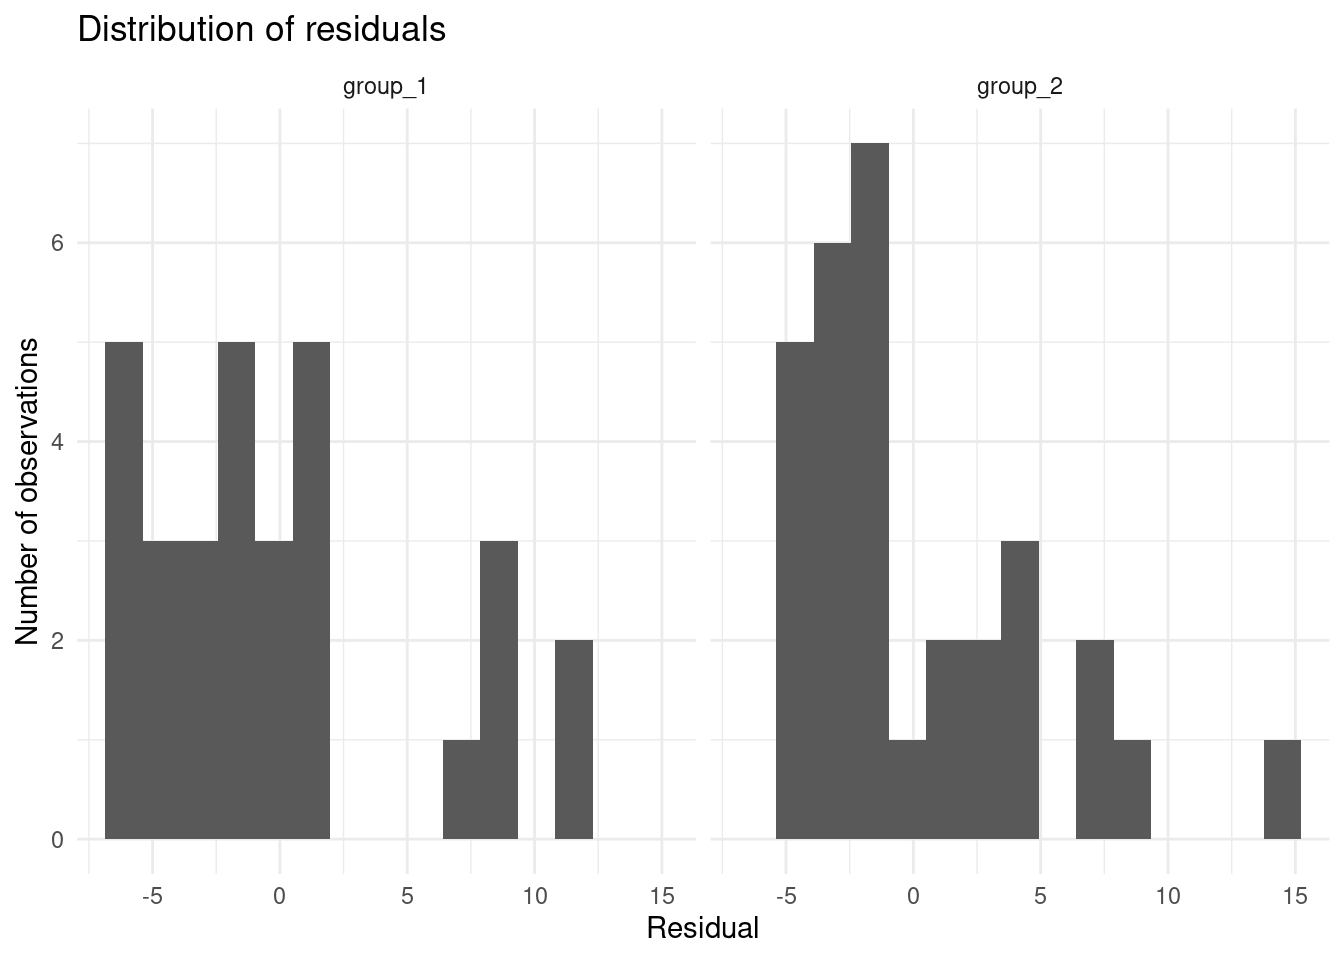 Distribution of residuals
group_1 group_2
Number of observations
6
4
2
0
-5 0 5 10 15 -5 0 5 10 15
Residual